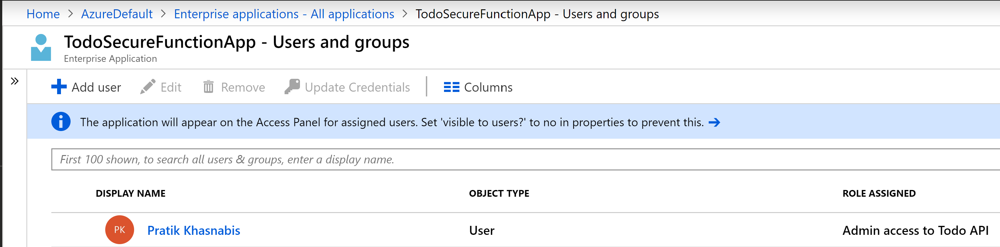 Home > AzureDefault > Enterprise applications - All applications > TodoSecureFunctionApp - Users and groups
TodoSecureFunctionApp - Users and groups
Enterprise Application
Add user Edit Remove Update Credentials Columns
The application will appear on the Access Panel for assigned users. Set 'visible to users?' to no in properties to prevent this.
First 100 shown, to search all users & groups, enter a display name.
DISPLAY NAME OBJECT TYPE ROLE ASSIGNED
PK Pratik Khasnabis User Admin access to Todo API